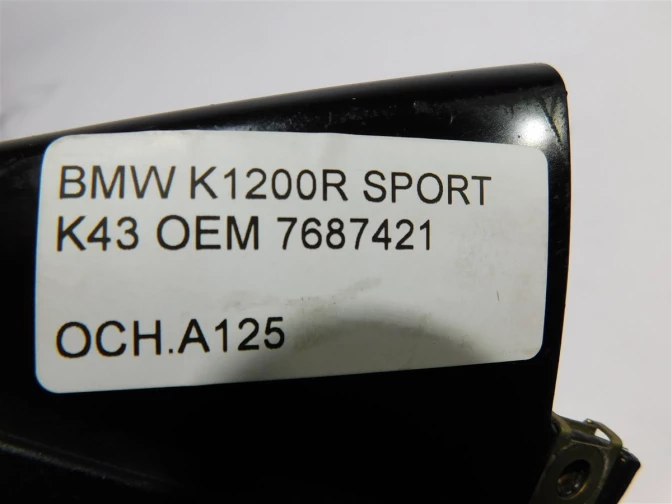 BMW K1200R SPORT
K43 OEM 7687421
OCH.A125